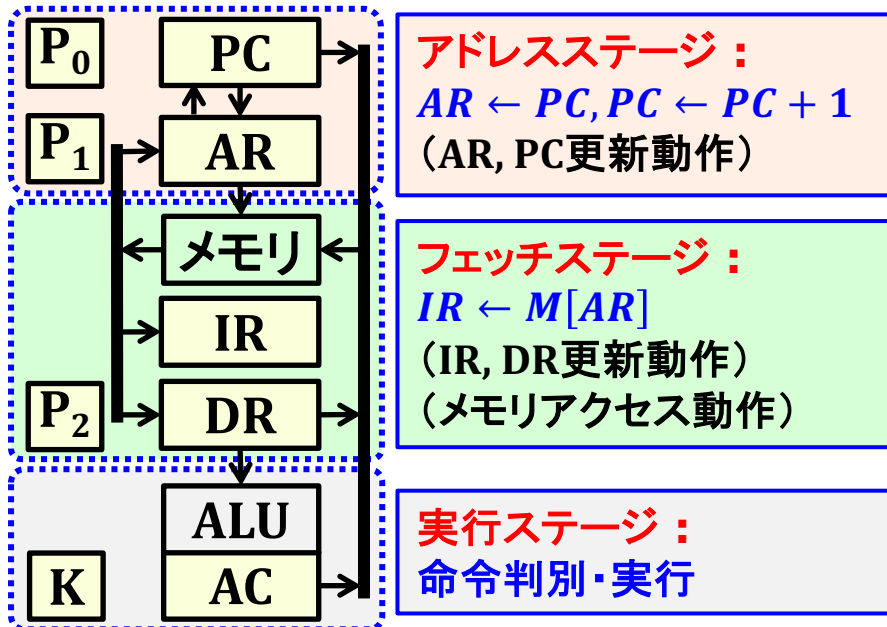 P0
PC
P1
AR
メモリ
IR
P2
DR
ALU
K
AC
アドレスステージ：
AR ← PC, PC ← PC + 1
（AR, PC更新動作）
フェッチステージ：
IR ← M[AR]
（IR, DR更新動作）
（メモリアクセス動作）
実行ステージ：
命令判別・実行